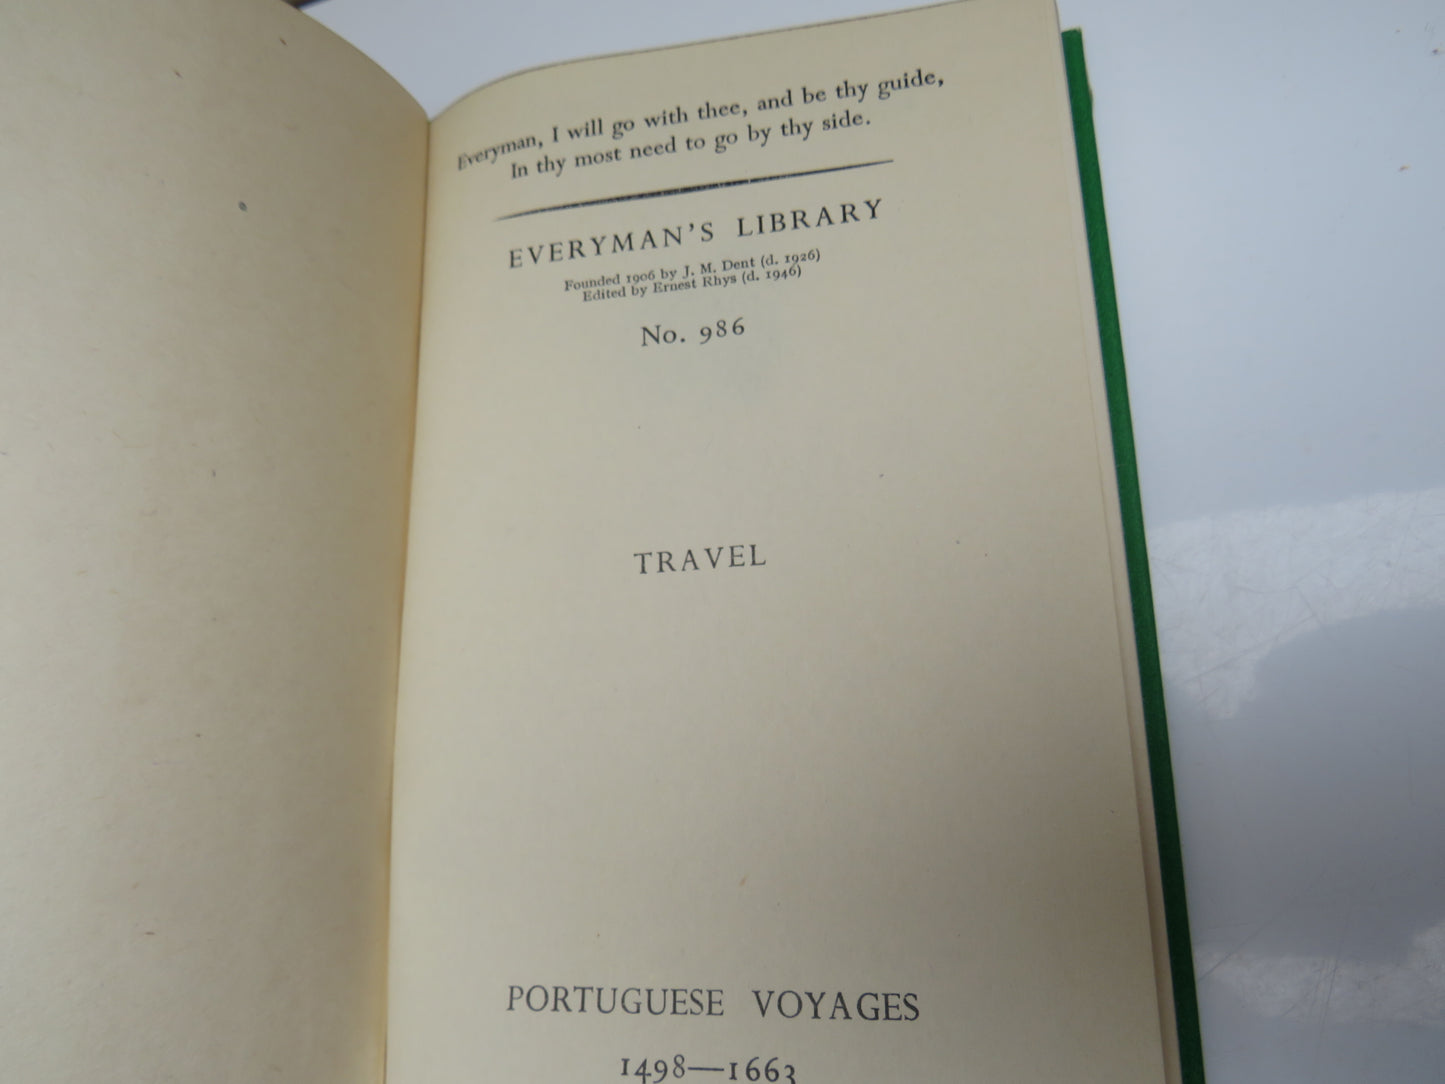 Everyman, I will go with thee, and be thy guide,
In thy most need to go by thy side.
EVERYMAN'S LIBRARY
Founded 1906 by J. M. Dent (d. 1926)
Edited by Ernest Rhys (d. 1946)
No. 986
TRAVEL
PORTUGUESE VOYAGES
1498—1663